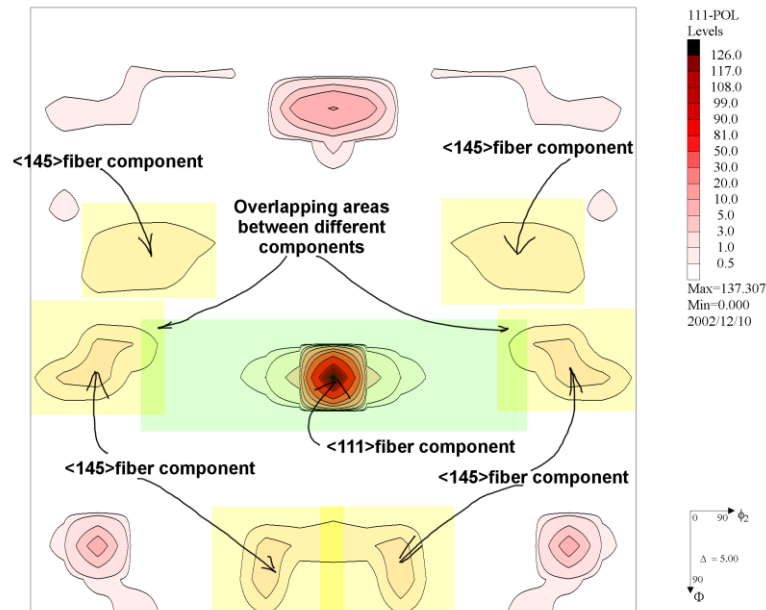 111-POL
Levels
126.0
117.0
108.0
99.0
90.0
81.0
50.0
30.0
20.0
10.0
5.0
3.0
1.0
0.5
Max=137.307
Min=0.000
2002/12/10
<145>fiber component
<145>fiber component
Overlapping areas
between different
components
<111>fiber component
<145>fiber component
<145>fiber component
0 90 ϕ2
Δ = 5.00
90
Φ